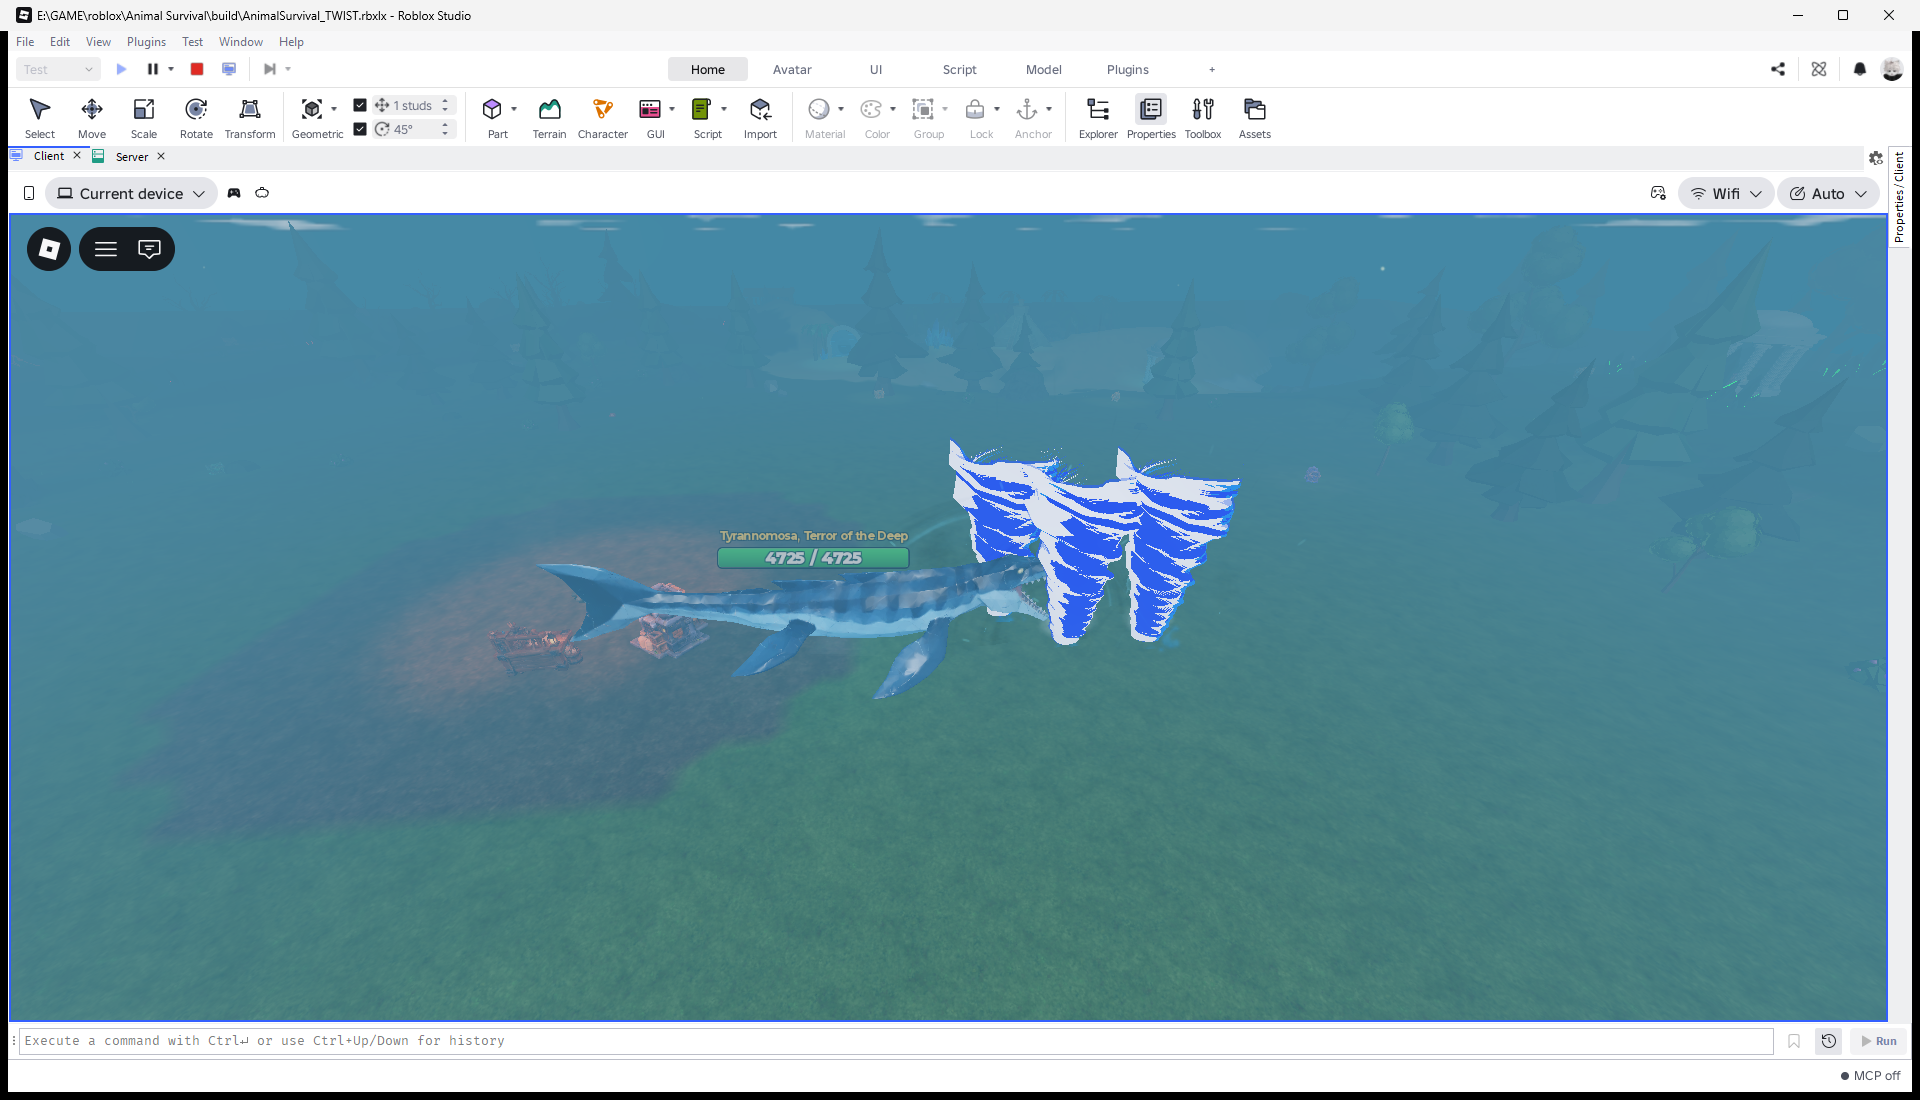 E:\GAME\roblox\Animal Survival\build\AnimalSurvival_TWIST.rbxlx - Roblox Studio
File Edit View Plugins Test Window Help
Test
Home Avatar UI Script Model Plugins +
Select Move Scale Rotate Transform Geometric 1 studs 45° Part Terrain Character GUI Script Import Material Color Group Lock Anchor Explorer Properties Toolbox Assets
Client Server
Properties / Client
Current device Wifi Auto
Tyrannomosa, Terror of the Deep
4725 / 4725
Execute a command with Ctrl↵ or use Ctrl+Up/Down for history
Run
MCP off